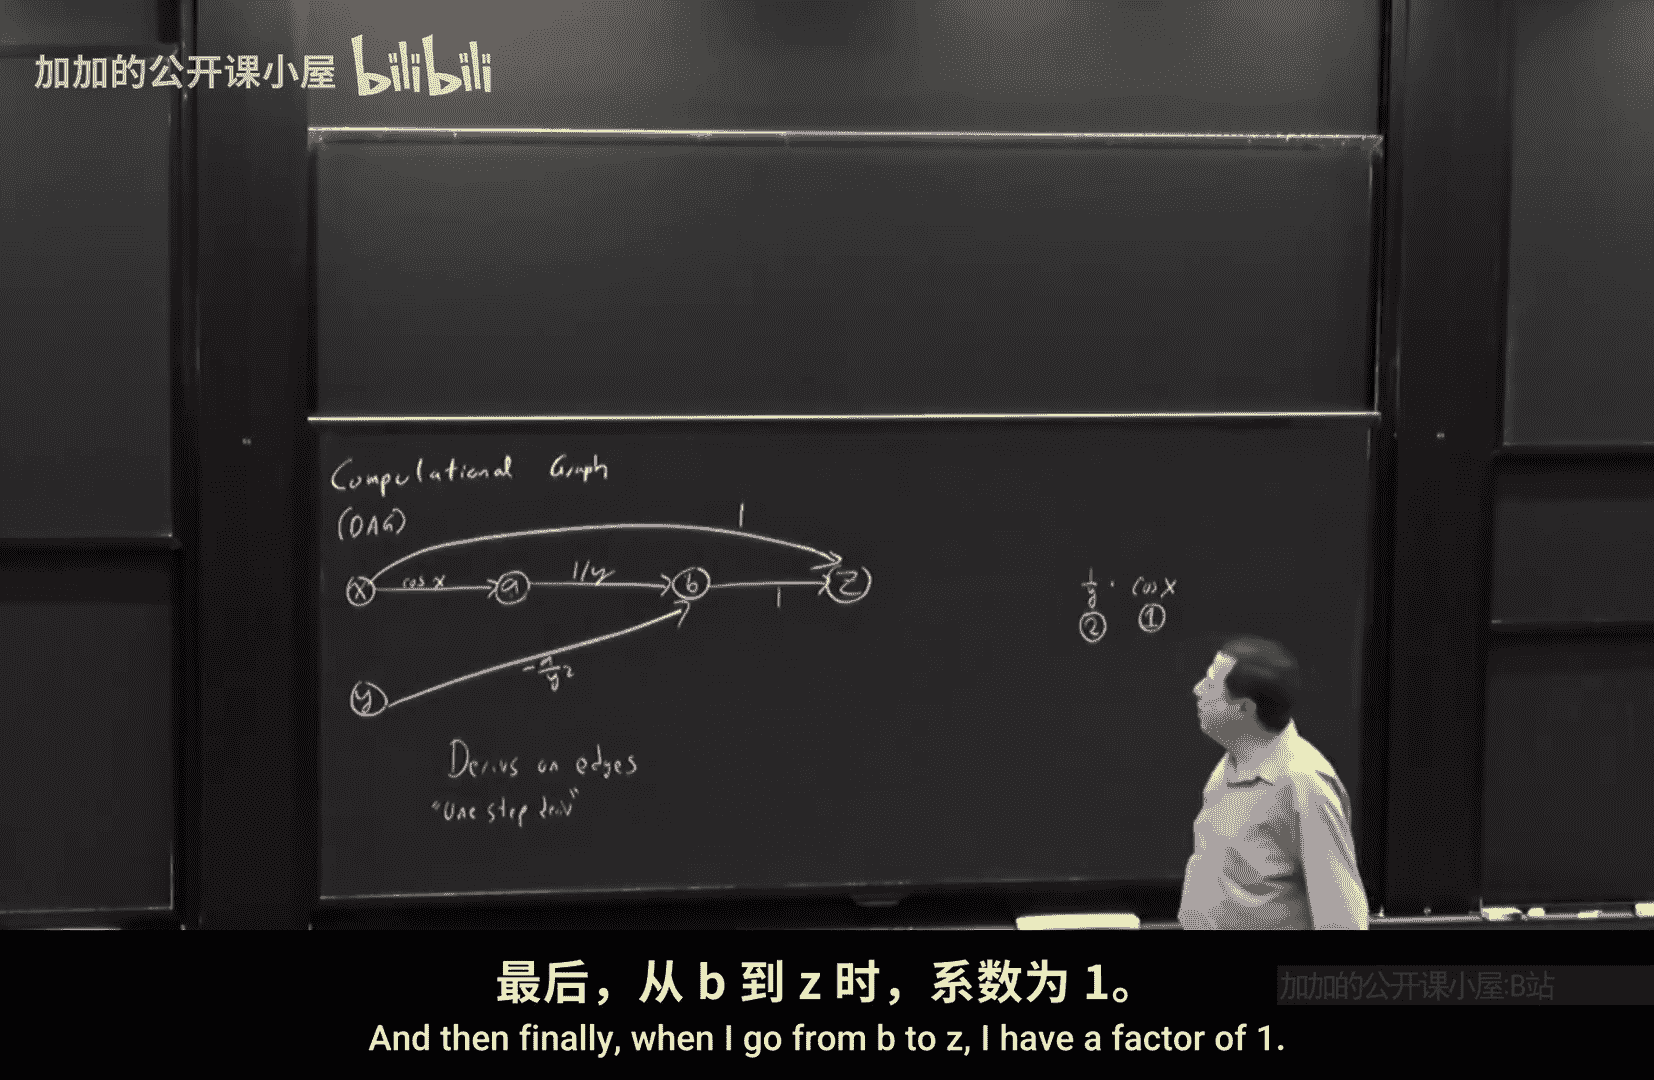 加加的公开课小屋 bilibili
Computational Graph
(DAG)
1
x cos x a 1/y b 1 z
y -a/y²
Derivs on edges
"One step deriv"
1/y · cos x
② ①
最后，从 b 到 z 时，系数为 1。
加加的公开课小屋:B站
And then finally, when I go from b to z, I have a factor of 1.